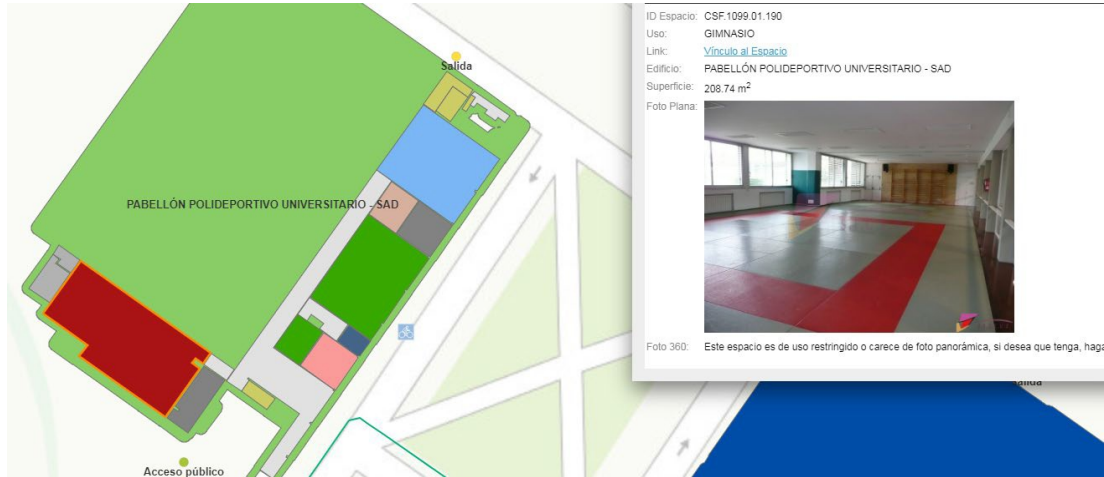 Salida
PABELLÓN POLIDEPORTIVO UNIVERSITARIO - SAD
Acceso público
ID Espacio: CSF.1099.01.190
Uso: GIMNASIO
Link: Vínculo al Espacio
Edificio: PABELLÓN POLIDEPORTIVO UNIVERSITARIO - SAD
Superficie: 208.74 m²
Foto Plana:
Foto 360: Este espacio es de uso restringido o carece de foto panorámica, si desea que tenga, haga